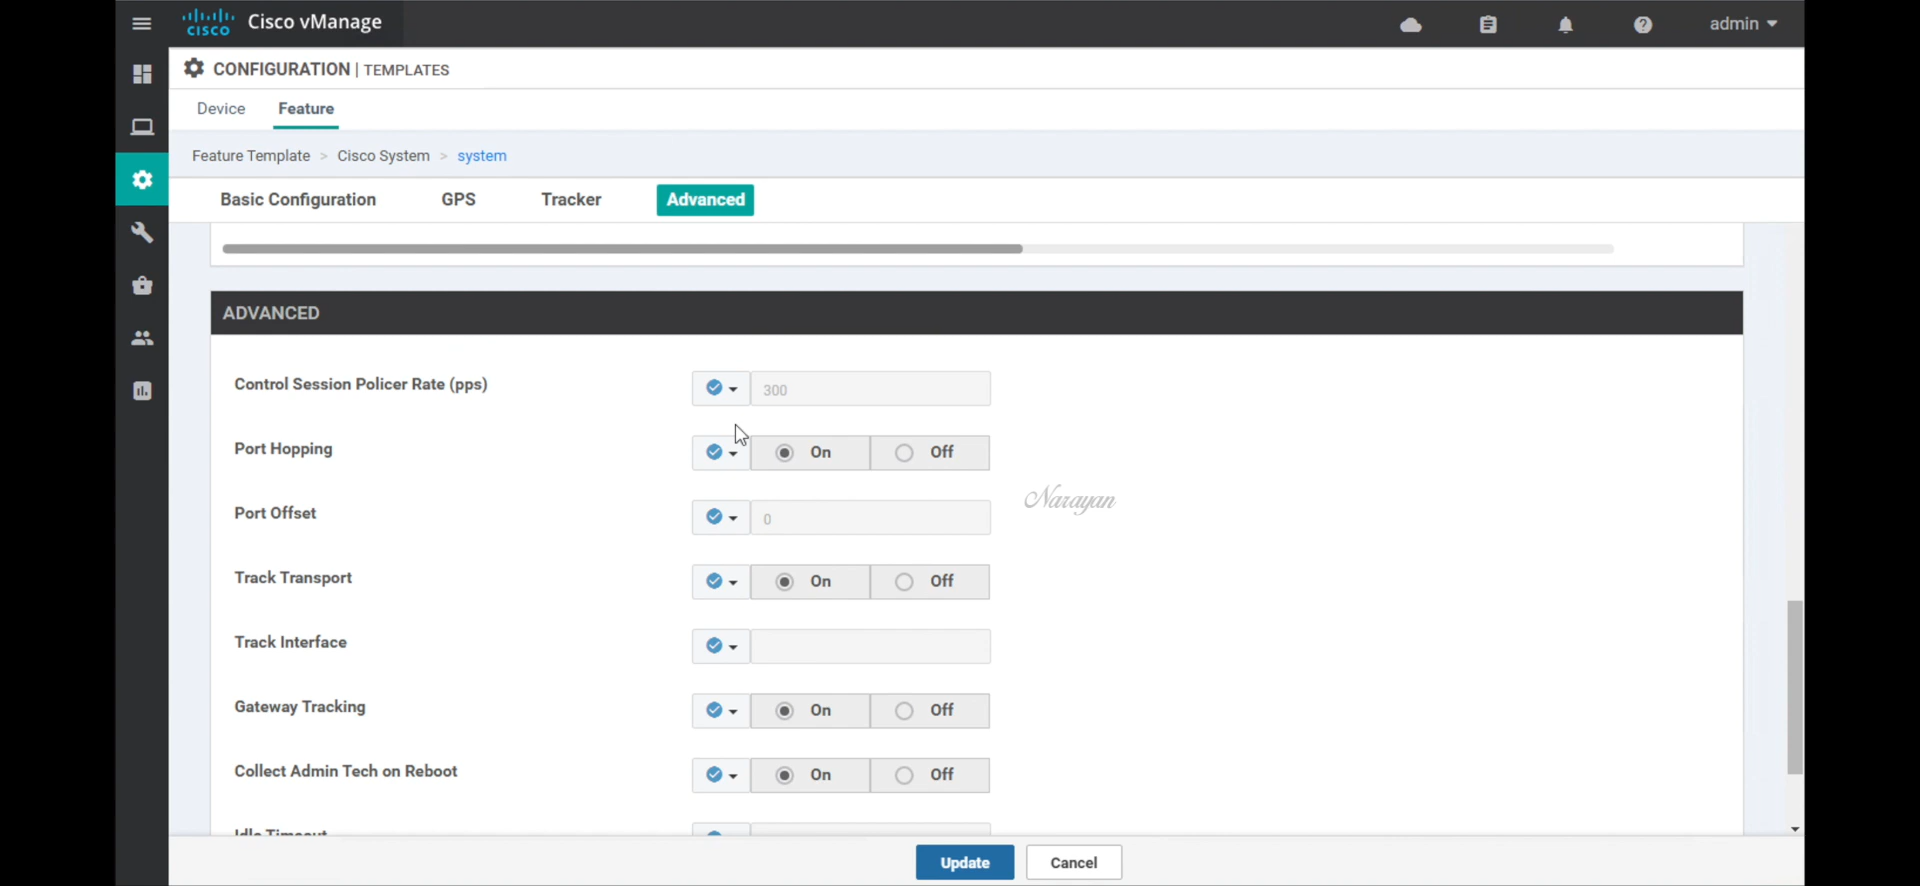 CISCO Cisco vManage
admin
CONFIGURATION | TEMPLATES
Device Feature
Feature Template > Cisco System > system
Basic Configuration GPS Tracker Advanced
ADVANCED
Control Session Policer Rate (pps) 300
Port Hopping On Off
Port Offset 0
Track Transport On Off
Track Interface
Gateway Tracking On Off
Collect Admin Tech on Reboot On Off
Idle Timeout
Update Cancel
Narayan